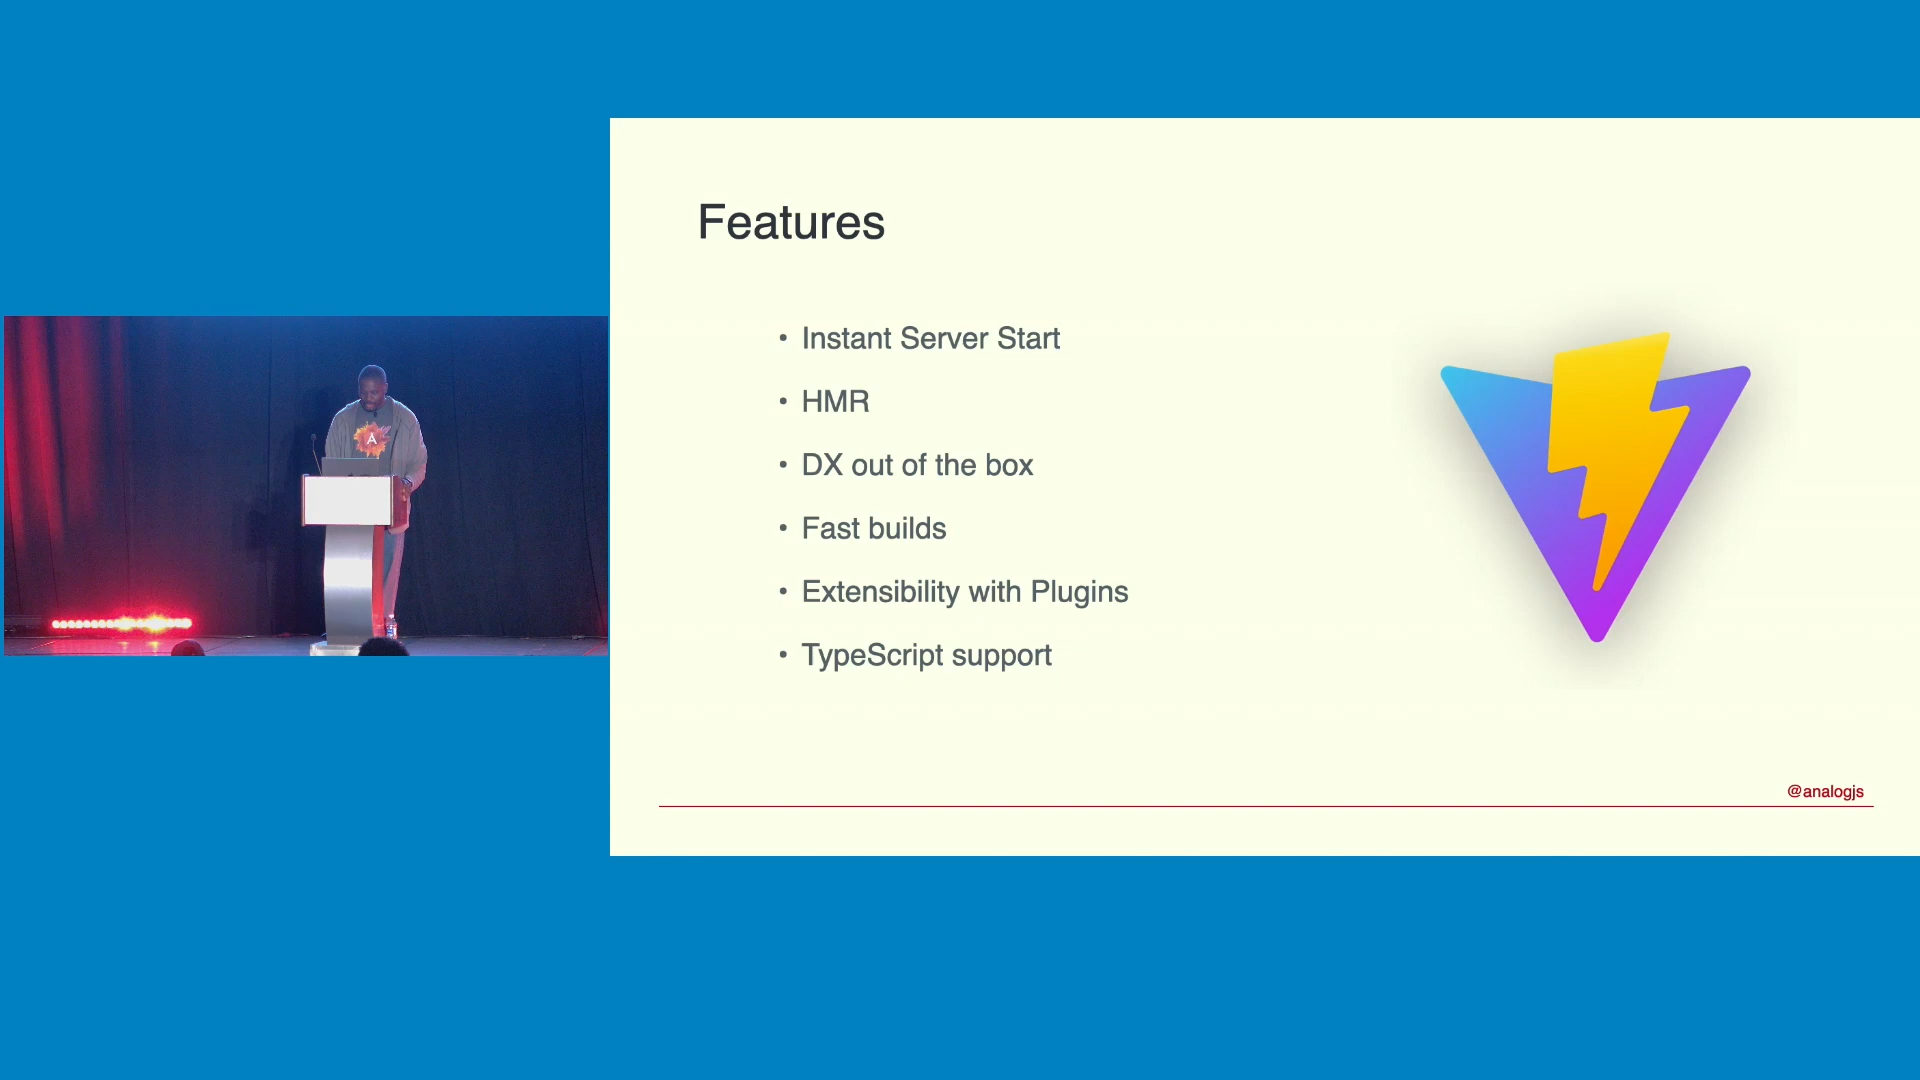 Features
• Instant Server Start
• HMR
• DX out of the box
• Fast builds
• Extensibility with Plugins
• TypeScript support
@analogjs
A